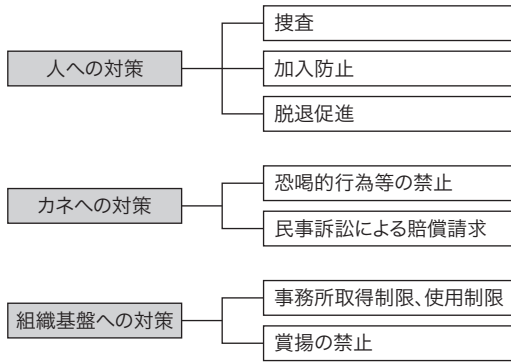 人への対策
捜査
加入防止
脱退促進
カネへの対策
恐喝的行為等の禁止
民事訴訟による賠償請求
組織基盤への対策
事務所取得制限、使用制限
賞揚の禁止